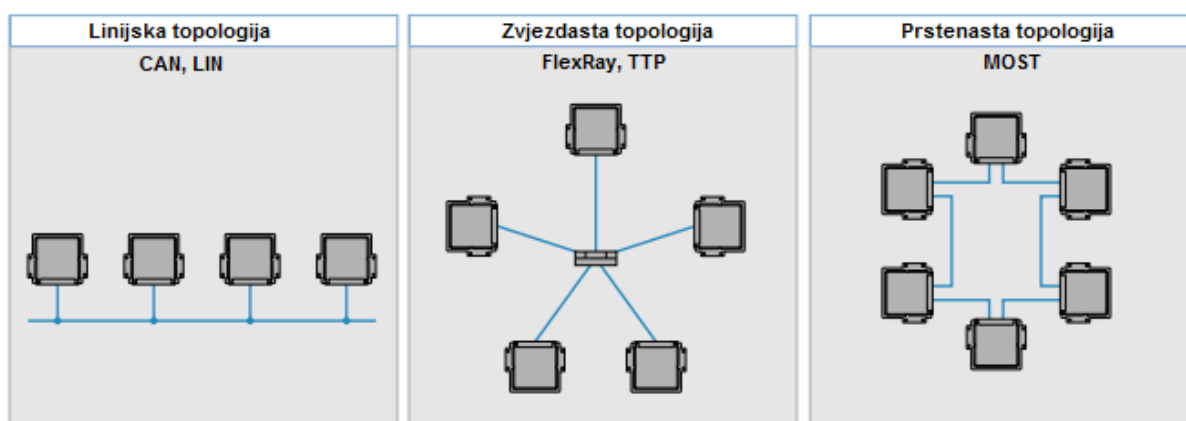 Linijska topologija
CAN, LIN
Zvjezdasta topologija
FlexRay, TTP
Prstenasta topologija
MOST